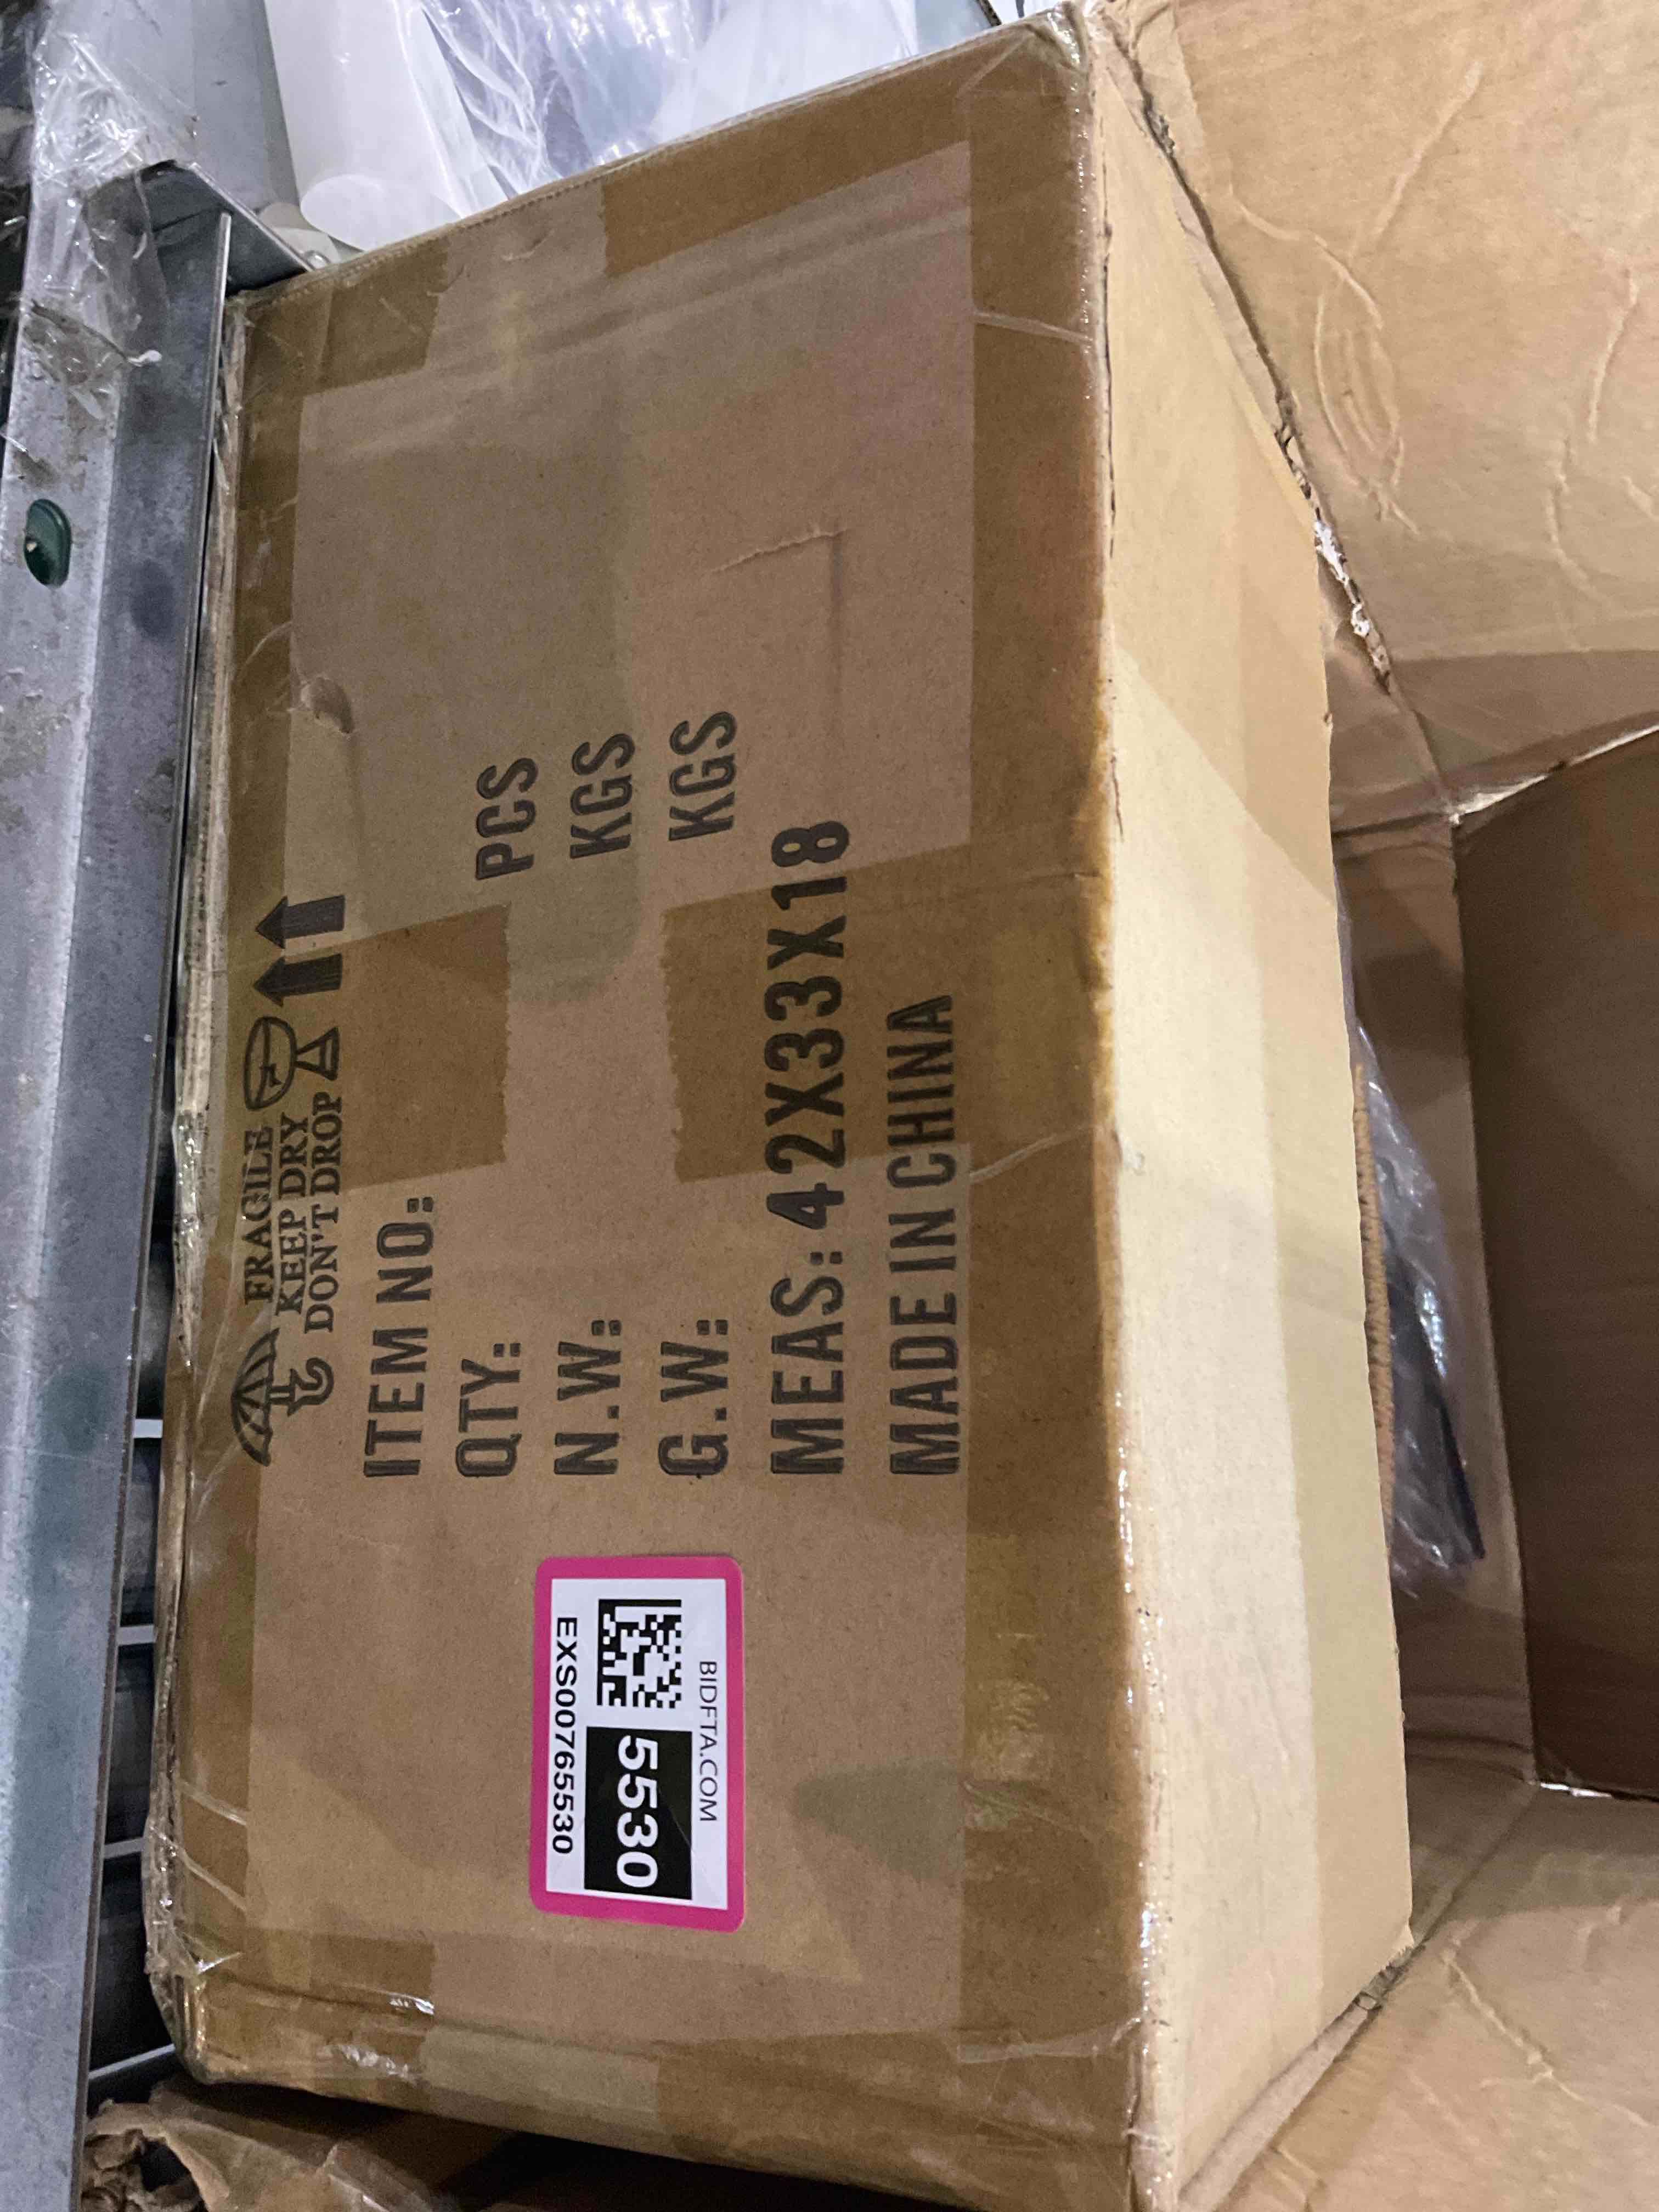 FRAGILE
KEEP DRY
DON'T DROP
ITEM NO:
QTY: PCS
N.W: KGS
G.W: KGS
MEAS: 42X33X18
MADE IN CHINA
BIDFTA.COM
5530
EXS00765530